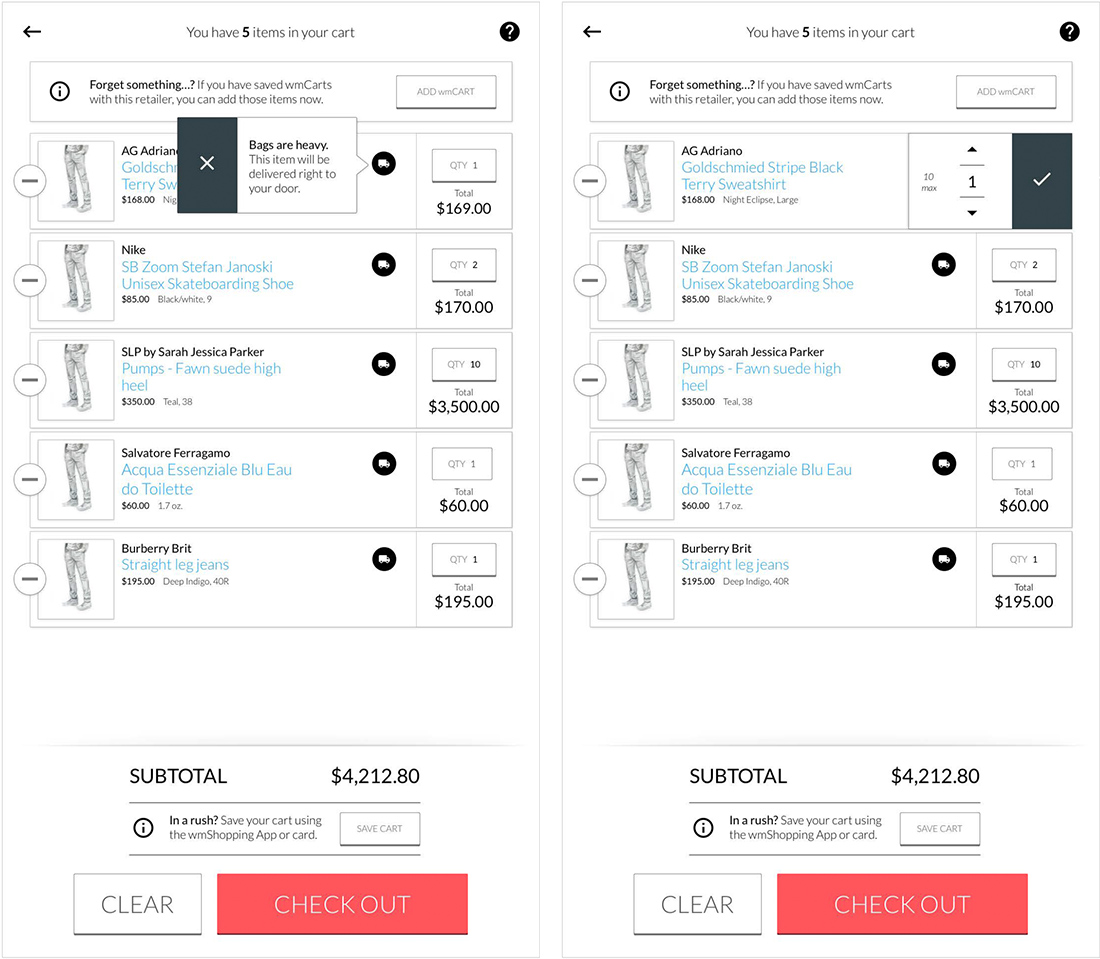 You have 5 items in your cart
?
Forget something...? If you have saved wmCarts
with this retailer, you can add those items now.
ADD wmCART
AG Adriano
Goldschm
Terry Sw
$168.00 Nig
Bags are heavy.
This item will be
delivered right to
your door.
QTY 1
Total
$169.00
Nike
SB Zoom Stefan Janoski
Unisex Skateboarding Shoe
$85.00 Black/white, 9
QTY 2
Total
$170.00
SLP by Sarah Jessica Parker
Pumps - Fawn suede high
heel
$350.00 Teal, 38
QTY 10
Total
$3,500.00
Salvatore Ferragamo
Acqua Essenziale Blu Eau
do Toilette
$60.00 1.7 oz.
QTY 1
Total
$60.00
Burberry Brit
Straight leg jeans
$195.00 Deep Indigo, 40R
QTY 1
Total
$195.00
SUBTOTAL $4,212.80
In a rush? Save your cart using
the wmShopping App or card.
SAVE CART
CLEAR
CHECK OUT
You have 5 items in your cart
?
Forget something...? If you have saved wmCarts
with this retailer, you can add those items now.
ADD wmCART
AG Adriano
Goldschmied Stripe Black
Terry Sweatshirt
$168.00 Night Eclipse, Large
10
max
1
Nike
SB Zoom Stefan Janoski
Unisex Skateboarding Shoe
$85.00 Black/white, 9
QTY 2
Total
$170.00
SLP by Sarah Jessica Parker
Pumps - Fawn suede high
heel
$350.00 Teal, 38
QTY 10
Total
$3,500.00
Salvatore Ferragamo
Acqua Essenziale Blu Eau
do Toilette
$60.00 1.7 oz.
QTY 1
Total
$60.00
Burberry Brit
Straight leg jeans
$195.00 Deep Indigo, 40R
QTY 1
Total
$195.00
SUBTOTAL $4,212.80
In a rush? Save your cart using
the wmShopping App or card.
SAVE CART
CLEAR
CHECK OUT